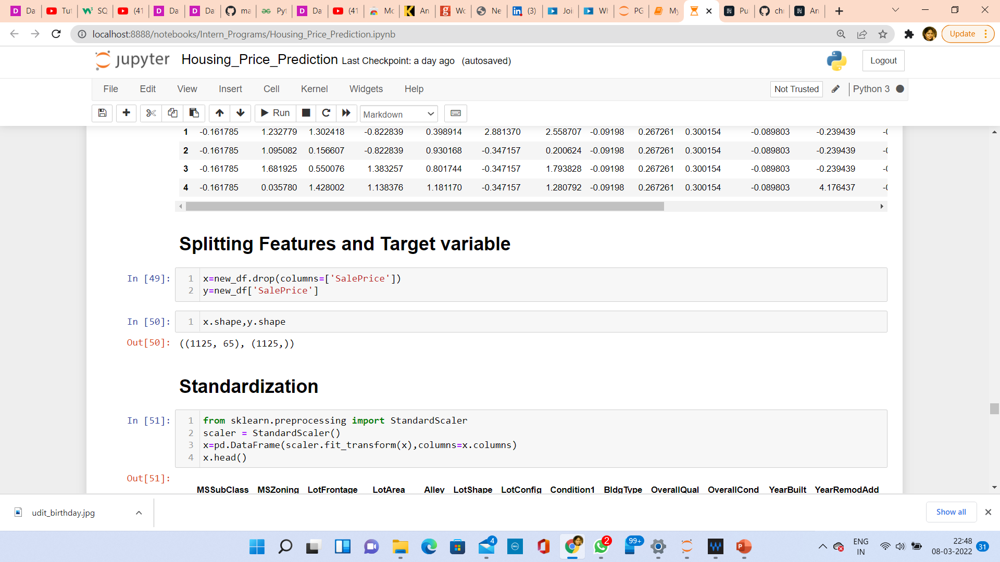 Da
Tut
SQ
(41
Da
Da
ma
Pyt
Da
(41
Mc
An
Wc
Ne
(3)
Joi
Wh
PG
My
Pu
An
localhost:8888/notebooks/Intern_Programs/Housing_Price_Prediction.ipynb
Update
jupyter Housing_Price_Prediction Last Checkpoint: a day ago (autosaved)
Logout
File Edit View Insert Cell Kernel Widgets Help
Not Trusted
Python 3
Run
Markdown
1 -0.161785 1.232779 1.302418 -0.822839 0.398914 2.881370 2.558707 -0.09198 0.267261 0.300154 -0.089803 -0.239439
2 -0.161785 1.095082 0.156607 -0.822839 0.930168 -0.347157 0.200624 -0.09198 0.267261 0.300154 -0.089803 -0.239439
3 -0.161785 1.681925 0.550076 1.383257 0.801744 -0.347157 1.793828 -0.09198 0.267261 0.300154 -0.089803 -0.239439
4 -0.161785 0.035780 1.428002 1.138376 1.181170 -0.347157 1.280792 -0.09198 0.267261 0.300154 -0.089803 4.176437
Splitting Features and Target variable
In [49]:
1 x=new_df.drop(columns=['SalePrice'])
2 y=new_df['SalePrice']
In [50]:
1 x.shape,y.shape
Out[50]: ((1125, 65), (1125,))
Standardization
In [51]:
1 from sklearn.preprocessing import StandardScaler
2 scaler = StandardScaler()
3 x=pd.DataFrame(scaler.fit_transform(x),columns=x.columns)
4 x.head()
Out[51]:
MSSubClass MSZoning LotFrontage LotArea Alley LotShape LotConfig Condition1 BldgType OverallQual OverallCond YearBuilt YearRemodAdd
udit_birthday.jpg
Show all
4
DELL
2
99+
ENG
IN
22:48
08-03-2022
31